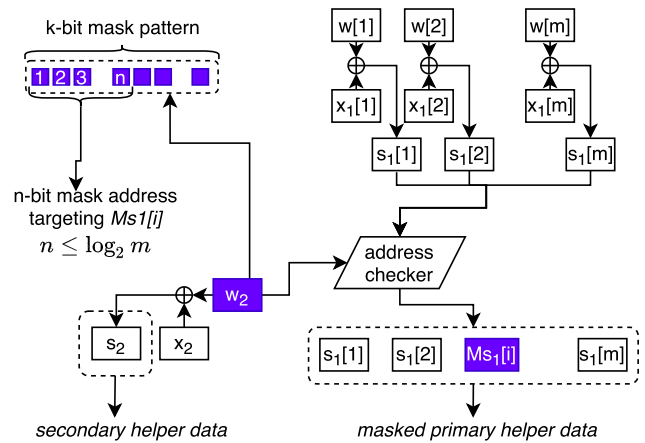 k-bit mask pattern
1 2 3 n
n-bit mask address
targeting Ms1[i]
n ≤ log₂ m
w[1] w[2] w[m]
x₁[1] x₁[2] x₁[m]
s₁[1] s₁[2] s₁[m]
address
checker
w₂
s₂ x₂
s₁[1] s₁[2] Ms₁[i] s₁[m]
secondary helper data
masked primary helper data